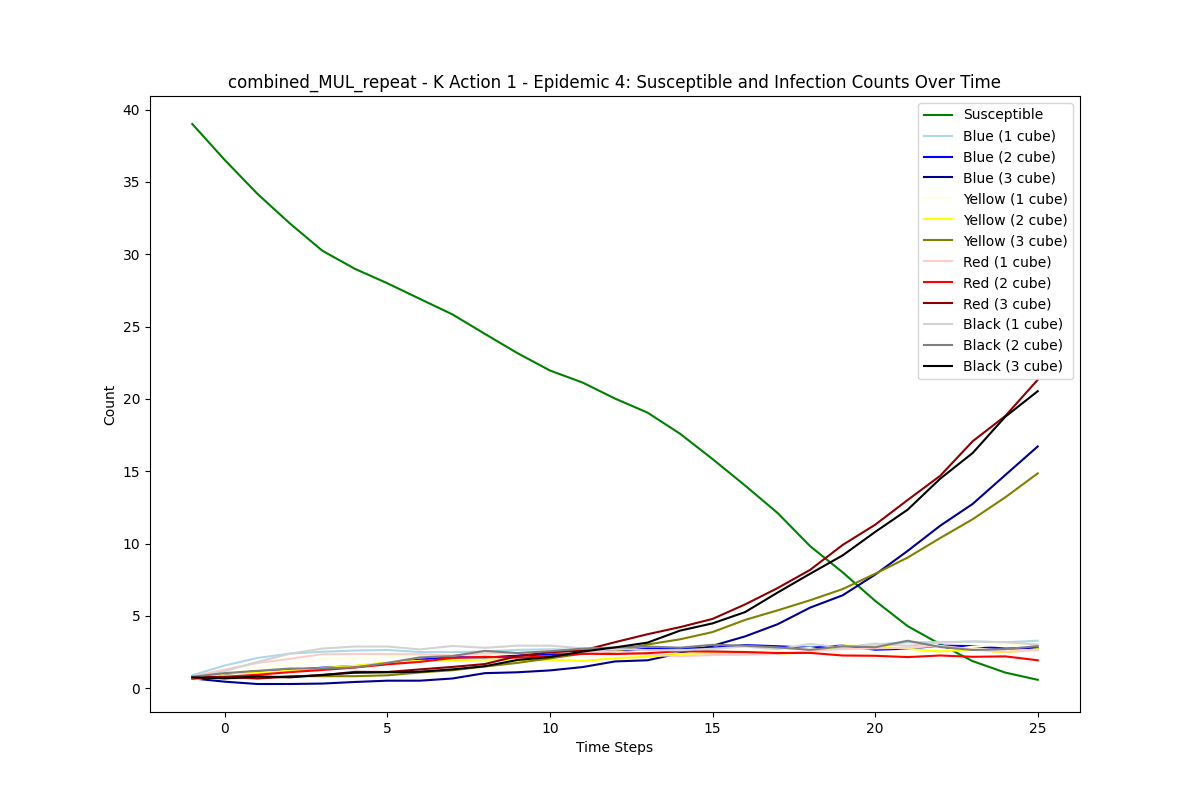 combined_MUL_repeat - K Action 1 - Epidemic 4: Susceptible and Infection Counts Over Time
40
35
30
25
20
15
10
5
0
Count
0 5 10 15 20 25
Time Steps
Susceptible
Blue (1 cube)
Blue (2 cube)
Blue (3 cube)
Yellow (1 cube)
Yellow (2 cube)
Yellow (3 cube)
Red (1 cube)
Red (2 cube)
Red (3 cube)
Black (1 cube)
Black (2 cube)
Black (3 cube)